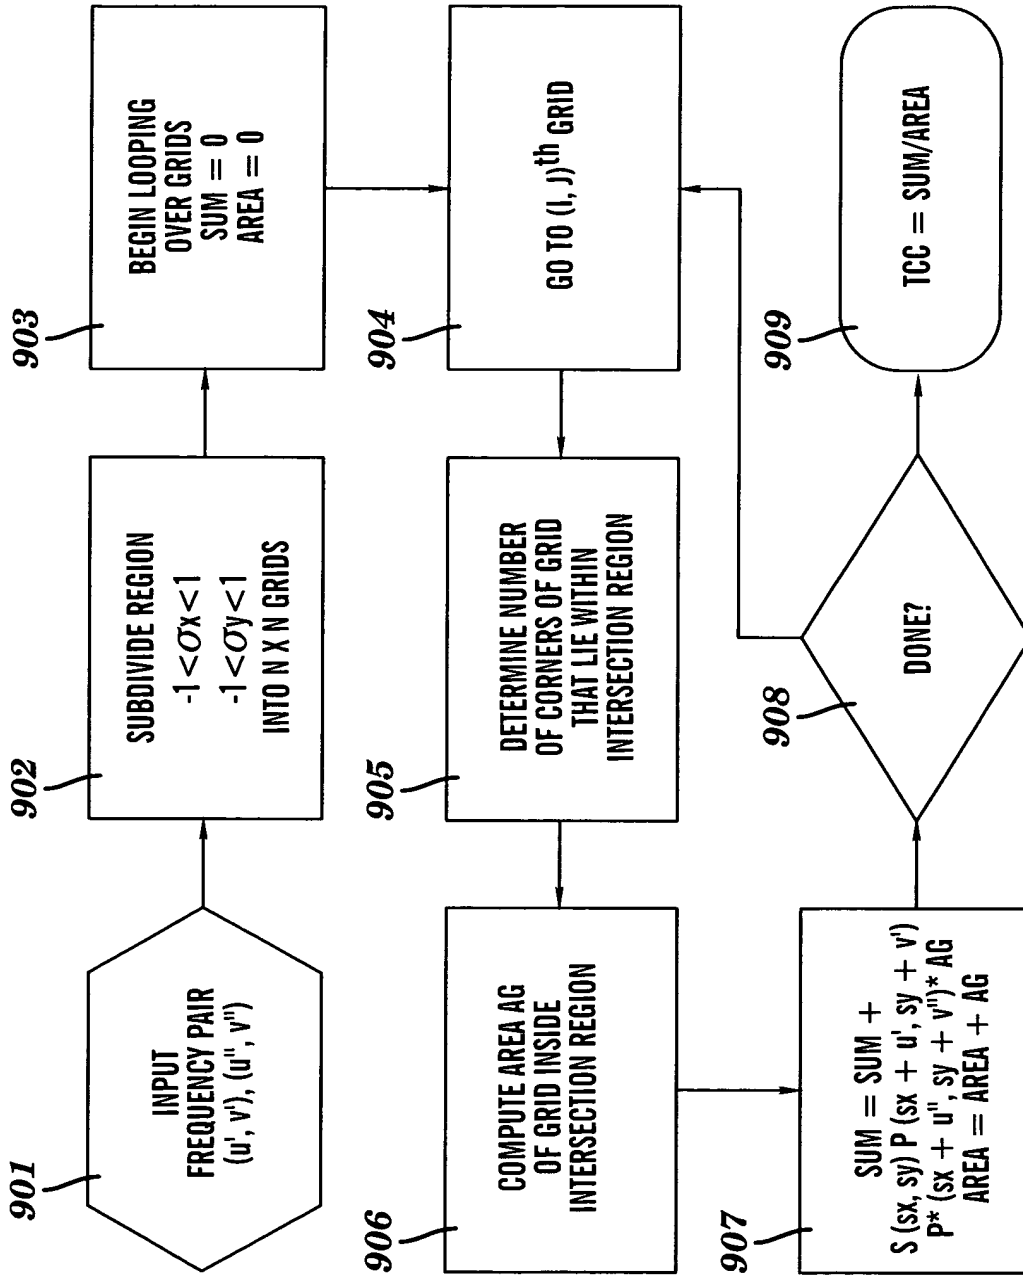 901
INPUT
FREQUENCY PAIR
(u', v'), (u", v")
902
SUBDIVIDE REGION
-1<σx<1
-1<σy<1
INTO N X N GRIDS
903
BEGIN LOOPING
OVER GRIDS
SUM = 0
AREA = 0
904
GO TO (I, J)th GRID
905
DETERMINE NUMBER
OF CORNERS OF GRID
THAT LIE WITHIN
INTERSECTION REGION
906
COMPUTE AREA AG
OF GRID INSIDE
INTERSECTION REGION
907
SUM = SUM +
S (sx, sy) P (sx + u', sy + v')
P* (sx + u", sy + v")* AG
AREA = AREA + AG
908
DONE?
909
TCC = SUM/AREA